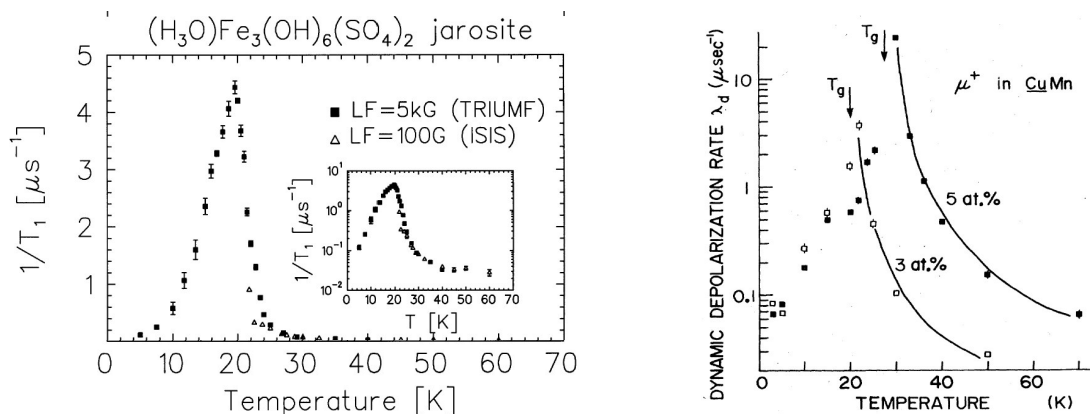 (H₃O)Fe₃(OH)₆(SO₄)₂ jarosite
1/T₁ [μs⁻¹]
5
4
3
2
1
■ LF=5kG (TRIUMF)
△ LF=100G (ISIS)
1/T₁ [μs⁻¹]
10¹
10⁰
10⁻¹
10⁻²
0 10 20 30 40 50 60 70
T [K]
0 10 20 30 40 50 60 70
Temperature [K]
DYNAMIC DEPOLARIZATION RATE λd (μsec⁻¹)
10
1
0.1
Tg
Tg
μ⁺ in CuMn
5 at.%
3 at.%
0 20 40 60
TEMPERATURE (K)